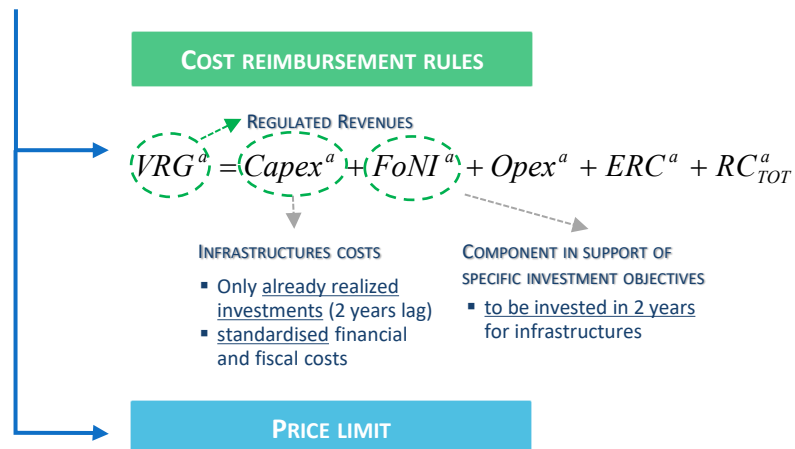 COST REIMBURSEMENT RULES
REGULATED REVENUES
VRG^a = Capex^a + FoNI^a + Opex^a + ERC^a + RC^a_TOT
INFRASTRUCTURES COSTS
▪ Only already realized
investments (2 years lag)
▪ standardised financial
and fiscal costs
COMPONENT IN SUPPORT OF
SPECIFIC INVESTMENT OBJECTIVES
▪ to be invested in 2 years
for infrastructures
PRICE LIMIT